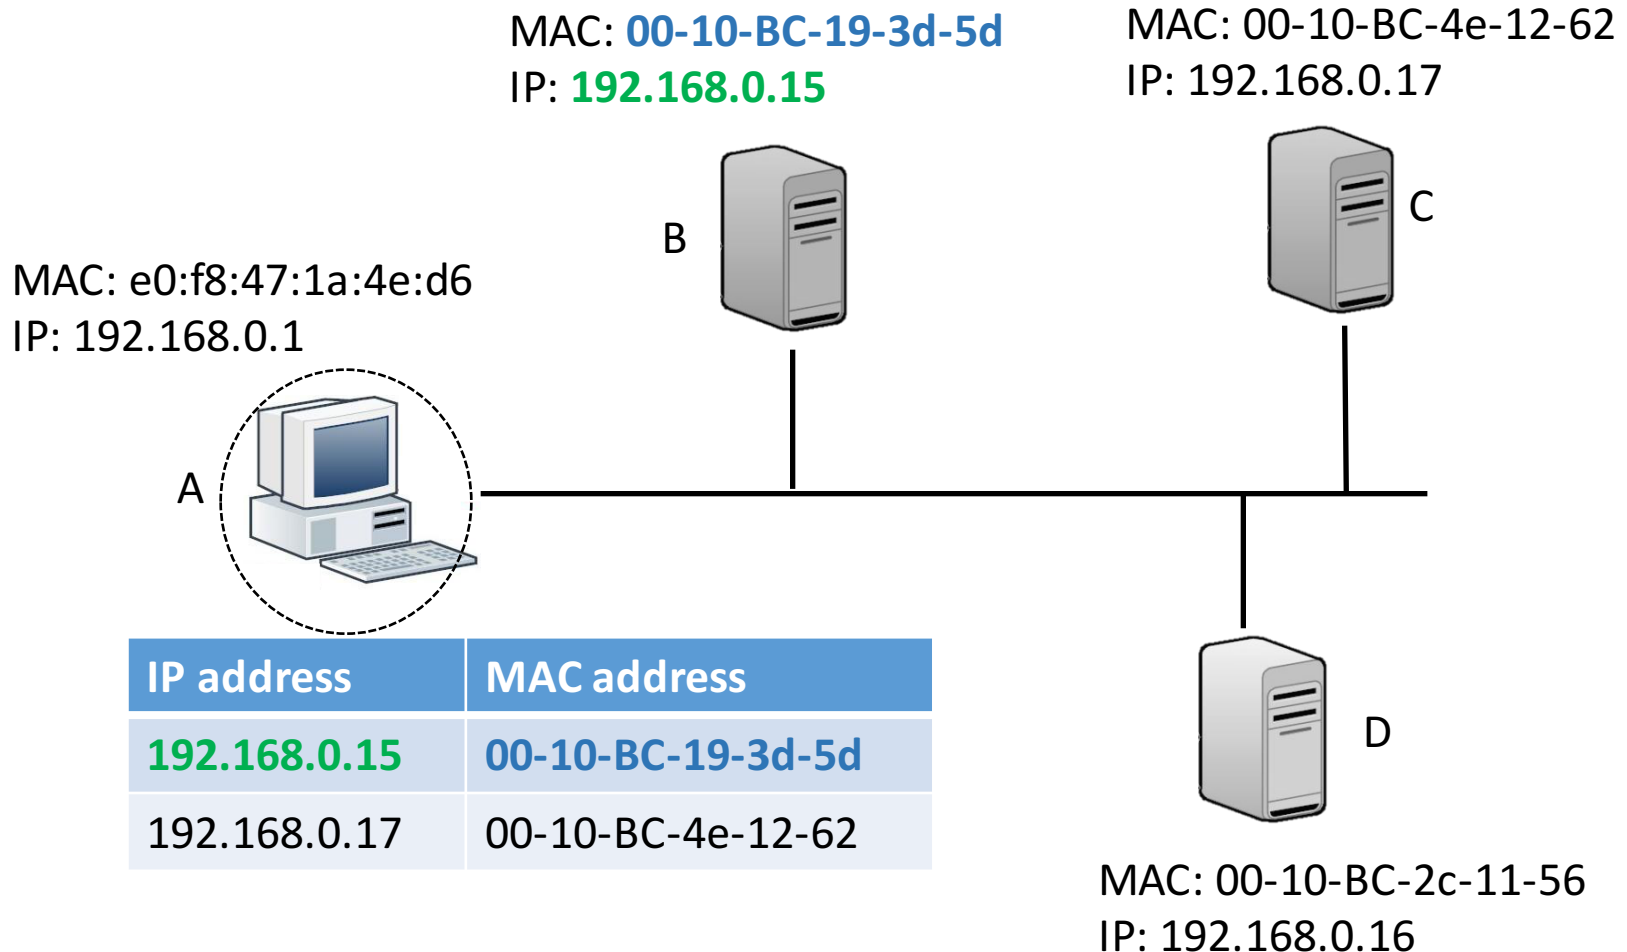 MAC: 00-10-BC-19-3d-5d
IP: 192.168.0.15
MAC: 00-10-BC-4e-12-62
IP: 192.168.0.17
B
C
MAC: e0:f8:47:1a:4e:d6
IP: 192.168.0.1
A
IP address MAC address
192.168.0.15 00-10-BC-19-3d-5d
192.168.0.17 00-10-BC-4e-12-62
D
MAC: 00-10-BC-2c-11-56
IP: 192.168.0.16